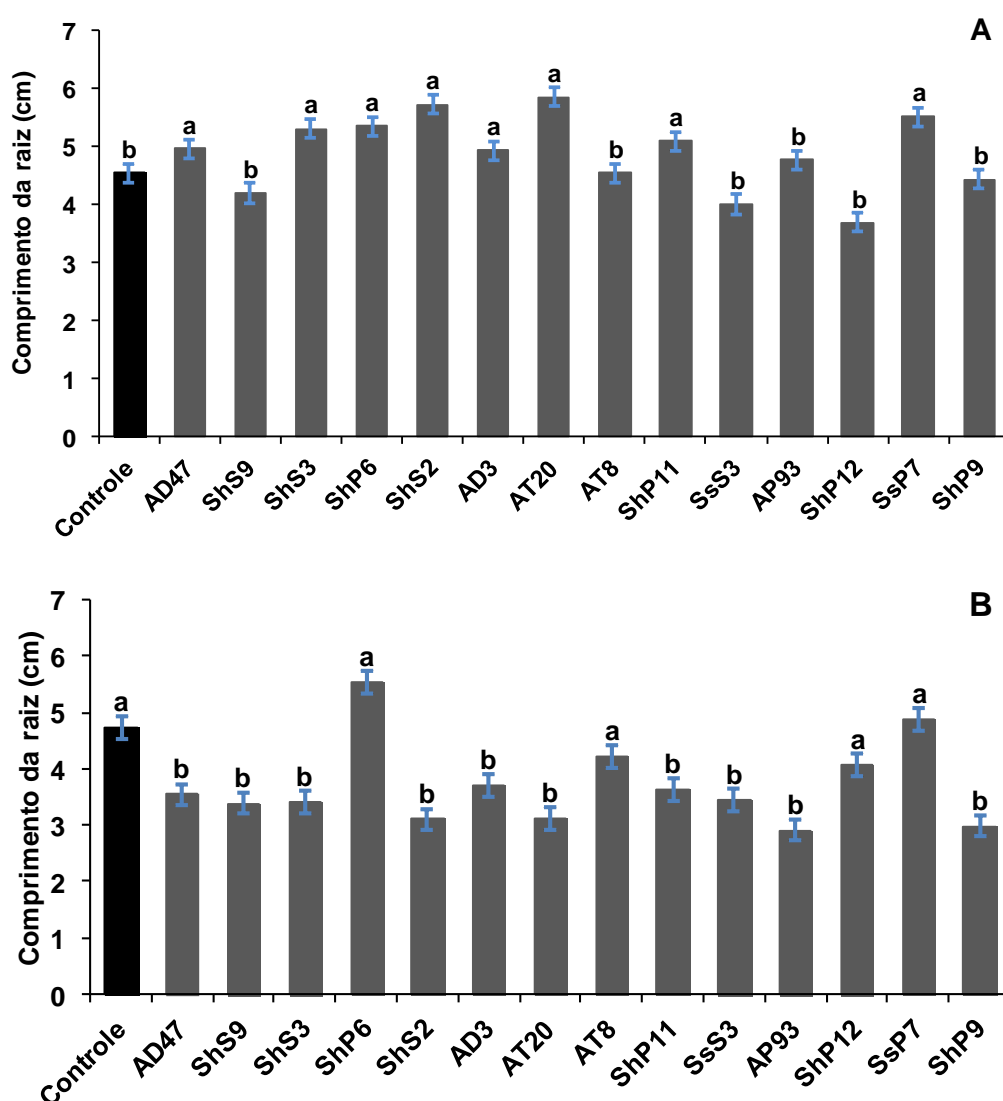 A
Comprimento da raiz (cm)
7
6
5
4
3
2
1
0
b
a
b
a
a
a
a
a
b
a
b
b
b
a
b
Controle
AD47
ShS9
ShS3
ShP6
ShS2
AD3
AT20
AT8
ShP11
SsS3
AP93
ShP12
SsP7
ShP9
B
Comprimento da raiz (cm)
7
6
5
4
3
2
1
0
a
b
b
b
a
b
b
b
a
b
b
b
a
a
b
Controle
AD47
ShS9
ShS3
ShP6
ShS2
AD3
AT20
AT8
ShP11
SsS3
AP93
ShP12
SsP7
ShP9